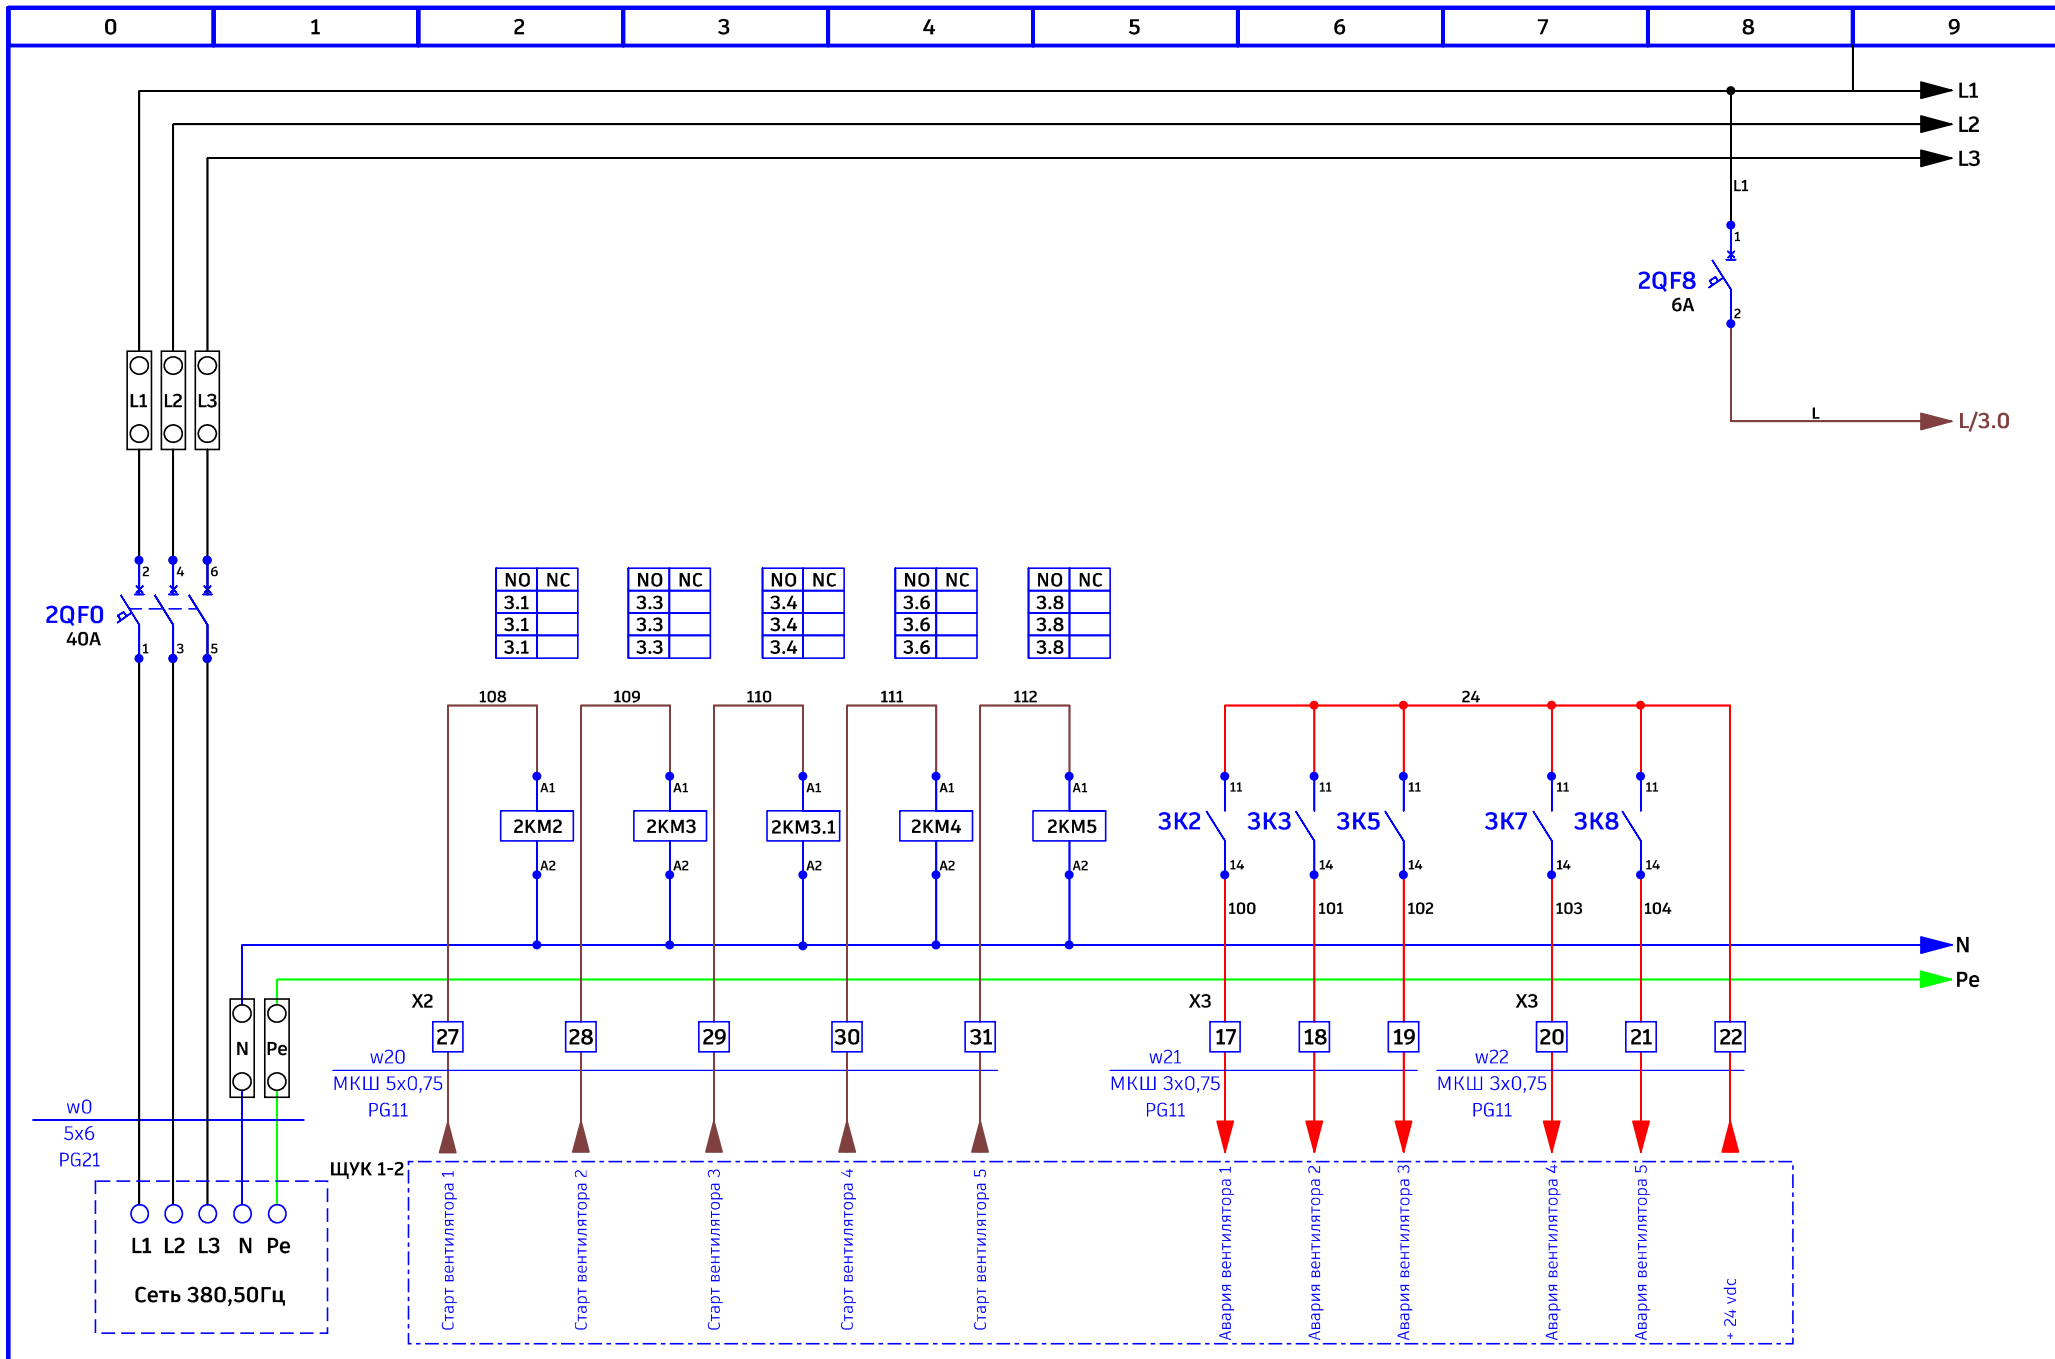 0 1 2 3 4 5 6 7 8 9
L1
L2
L3
L1
1
2QF8
6A
2
L1 L2 L3
L
L/3.0
2 4 6
2QF0
40A
1 3 5
NO NC NO NC NO NC NO NC NO NC
3.1 3.3 3.4 3.6 3.8
3.1 3.3 3.4 3.6 3.8
3.1 3.3 3.4 3.6 3.8
108 109 110 111 112 24
A1 A1 A1 A1 A1 11 11 11 11 11
2KM2 2KM3 2KM3.1 2KM4 2KM5 3K2 3K3 3K5 3K7 3K8
A2 A2 A2 A2 A2 14 14 14 14 14
100 101 102 103 104
N
Pe
X2 X3 X3
27 28 29 30 31 17 18 19 20 21 22
N Pe
w20 w21 w22
МКШ 5x0,75 МКШ 3x0,75 МКШ 3x0,75
PG11 PG11 PG11
w0
5x6
PG21
ЩУК 1-2
Старт вентилятора 1
Старт вентилятора 2
Старт вентилятора 3
Старт вентилятора 4
Старт вентилятора 5
Авария вентилятора 1
Авария вентилятора 2
Авария вентилятора 3
Авария вентилятора 4
Авария вентилятора 5
+ 24 vdc
L1 L2 L3 N Pe
Сеть 380,50Гц